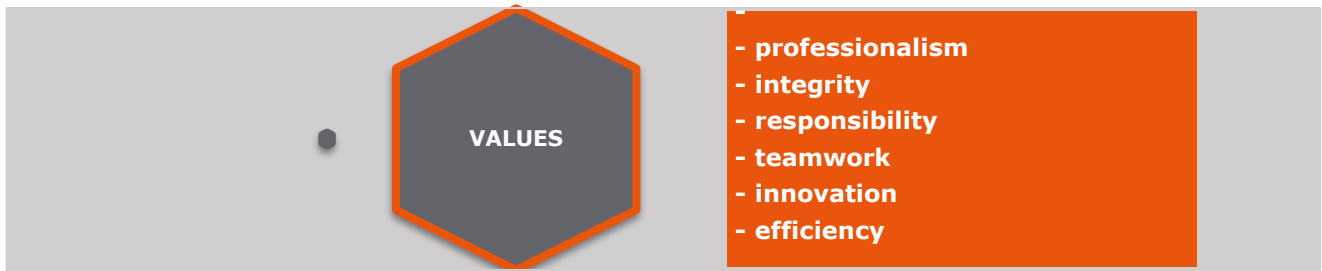 VALUES
-
- professionalism
- integrity
- responsibility
- teamwork
- innovation
- efficiency